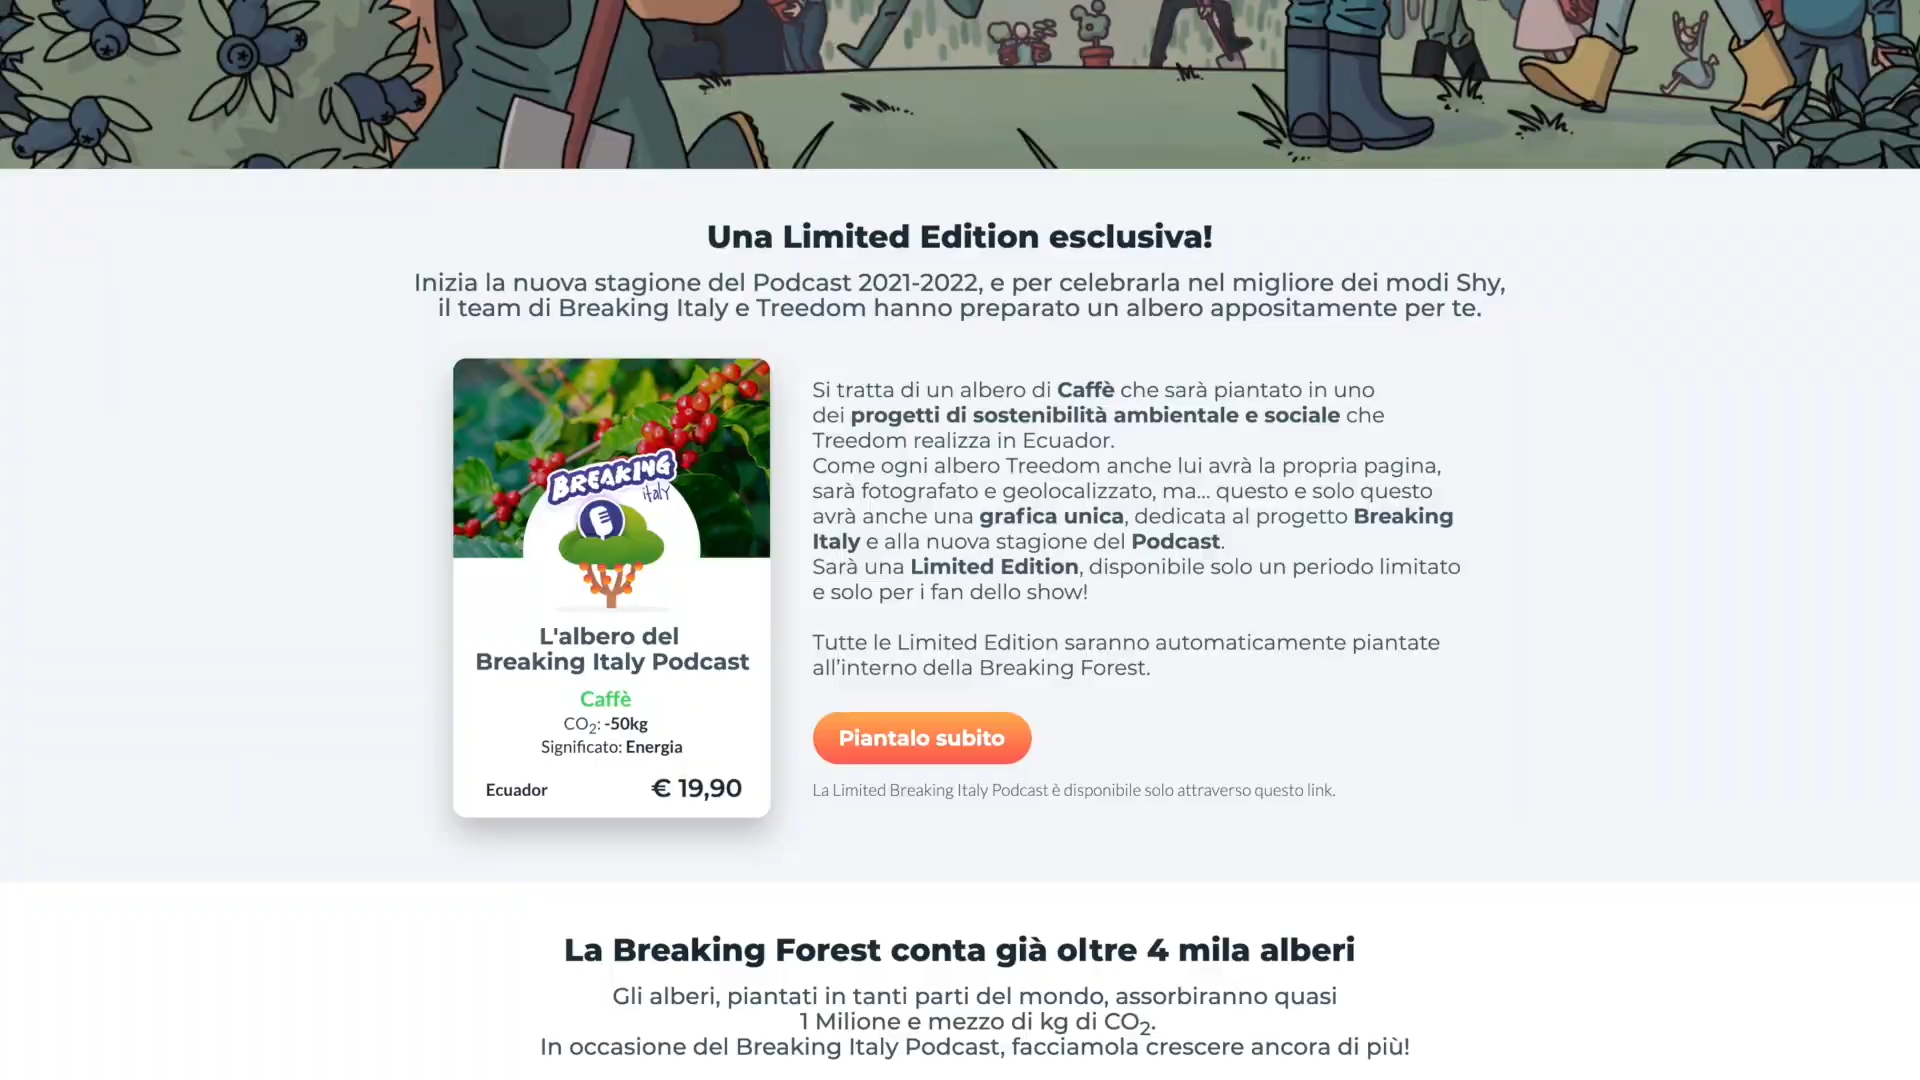 Una Limited Edition esclusiva!
Inizia la nuova stagione del Podcast 2021-2022, e per celebrarla nel migliore dei modi Shy,
il team di Breaking Italy e Treedom hanno preparato un albero appositamente per te.
BREAKING
italy
L'albero del
Breaking Italy Podcast
Caffè
CO₂: -50kg
Significato: Energia
Ecuador € 19,90
Si tratta di un albero di Caffè che sarà piantato in uno
dei progetti di sostenibilità ambientale e sociale che
Treedom realizza in Ecuador.
Come ogni albero Treedom anche lui avrà la propria pagina,
sarà fotografato e geolocalizzato, ma... questo e solo questo
avrà anche una grafica unica, dedicata al progetto Breaking
Italy e alla nuova stagione del Podcast.
Sarà una Limited Edition, disponibile solo un periodo limitato
e solo per i fan dello show!
Tutte le Limited Edition saranno automaticamente piantate
all’interno della Breaking Forest.
Piantalo subito
La Limited Breaking Italy Podcast è disponibile solo attraverso questo link.
La Breaking Forest conta già oltre 4 mila alberi
Gli alberi, piantati in tanti parti del mondo, assorbiranno quasi
1 Milione e mezzo di kg di CO₂.
In occasione del Breaking Italy Podcast, facciamola crescere ancora di più!